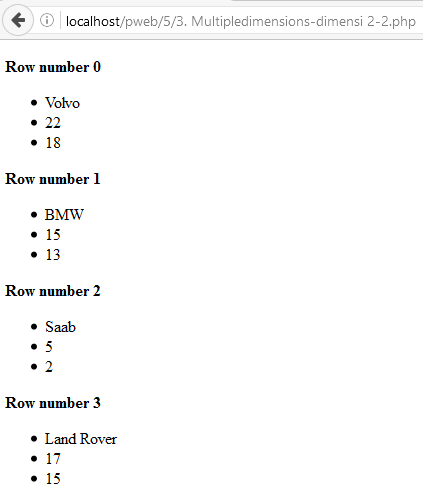 localhost/pweb/5/3. Multipledimensions-dimensi 2-2.php
Row number 0
• Volvo
• 22
• 18
Row number 1
• BMW
• 15
• 13
Row number 2
• Saab
• 5
• 2
Row number 3
• Land Rover
• 17
• 15